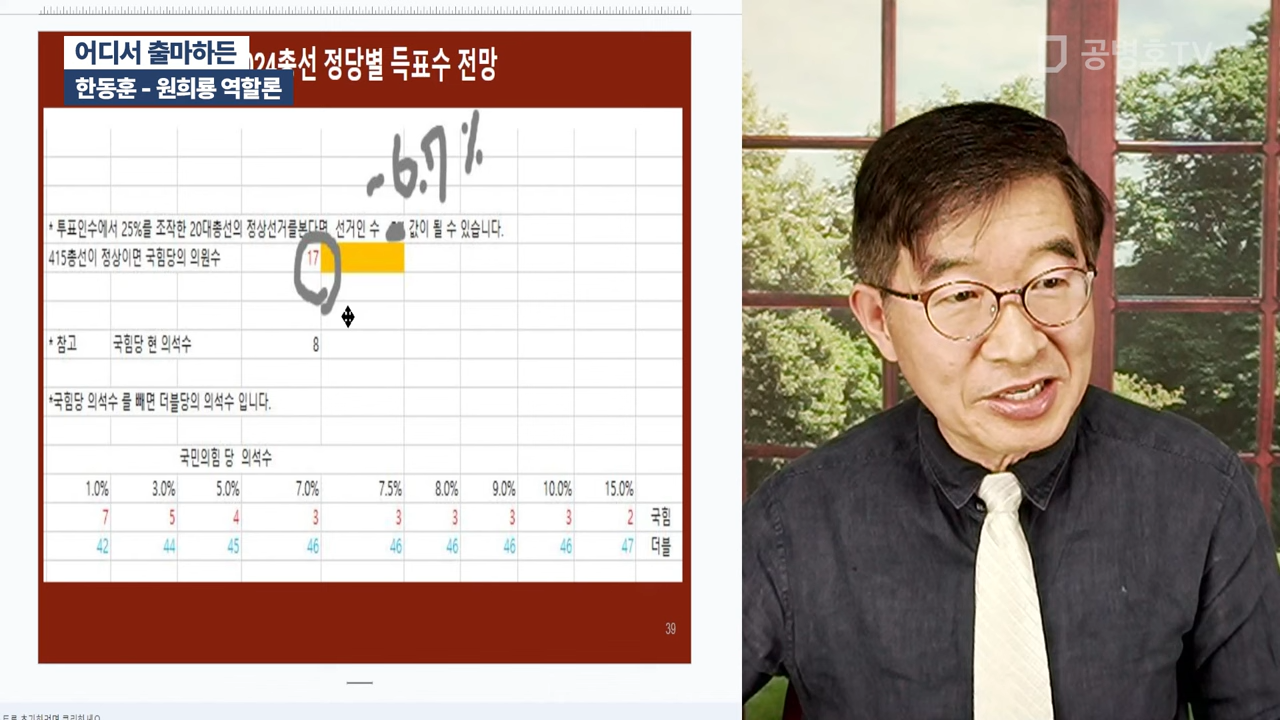 어디서 출마하든
한동훈 - 원희룡 역할론
024총선 정당별 득표수 전망
공병호TV
-6.7%
* 투표인수에서 25%를 조작한 20대총선의 정상선거를본다면 선거인 수 값이 될 수 있습니다.
415총선이 정상이면 국힘당의 의원수 17
* 참고 국힘당 현 의석수 8
*국힘당 의석수 를 빼면 더블당의 의석수 입니다.
국민의힘 당 의석수
1.0% 3.0% 5.0% 7.0% 7.5% 8.0% 9.0% 10.0% 15.0%
7 5 4 3 3 3 3 3 2 국힘
42 44 45 46 46 46 46 46 47 더블
39